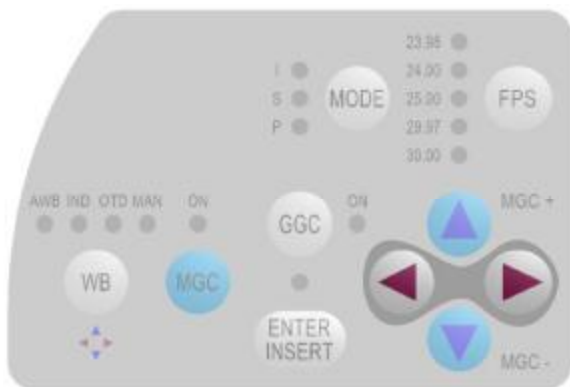 23.98
24.00
I
S
P
MODE
25.00
FPS
29.97
30.00
AWB IND OTD MAN ON
GGC
ON
MGC +
WB
MGC
ENTER
INSERT
MGC -